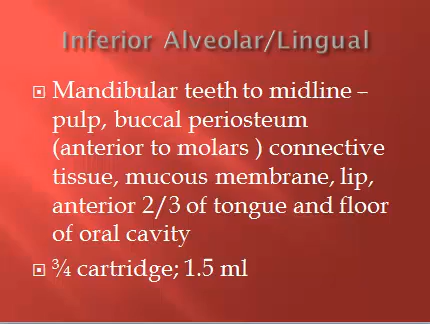 Inferior Alveolar/Lingual
Mandibular teeth to midline –
pulp, buccal periosteum
(anterior to molars ) connective
tissue, mucous membrane, lip,
anterior 2/3 of tongue and floor
of oral cavity
¾ cartridge; 1.5 ml